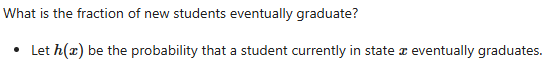 What is the fraction of new students eventually graduate?
• Let h(x) be the probability that a student currently in state x eventually graduates.